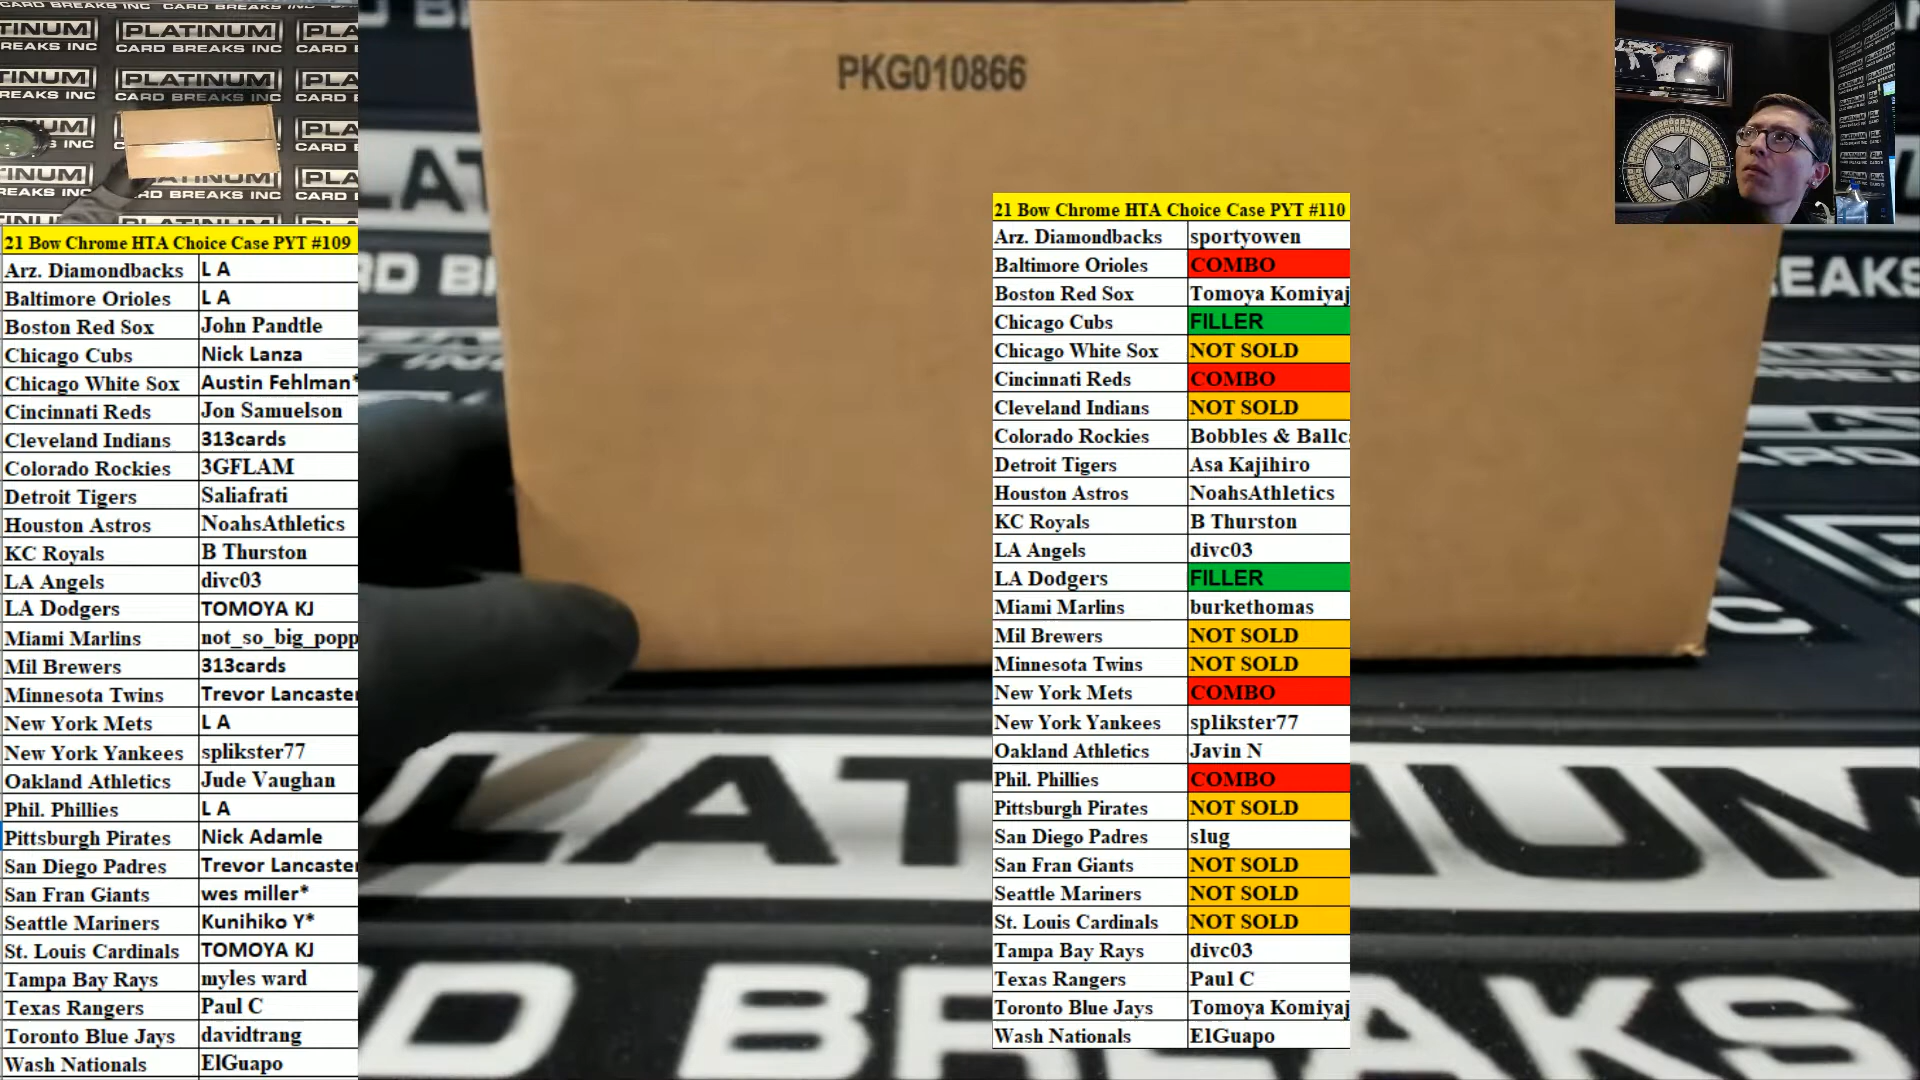 PLATINUM
CARD BREAKS INC
PKG010866
21 Bow Chrome HTA Choice Case PYT #109
Arz. Diamondbacks L A
Baltimore Orioles L A
Boston Red Sox John Pandtle
Chicago Cubs Nick Lanza
Chicago White Sox Austin Fehlman*
Cincinnati Reds Jon Samuelson
Cleveland Indians 313cards
Colorado Rockies 3GFLAM
Detroit Tigers Saliafrati
Houston Astros NoahsAthletics
KC Royals B Thurston
LA Angels divc03
LA Dodgers TOMOYA KJ
Miami Marlins not_so_big_popp
Mil Brewers 313cards
Minnesota Twins Trevor Lancaster
New York Mets L A
New York Yankees splikster77
Oakland Athletics Jude Vaughan
Phil. Phillies L A
Pittsburgh Pirates Nick Adamle
San Diego Padres Trevor Lancaster
San Fran Giants wes miller*
Seattle Mariners Kunihiko Y*
St. Louis Cardinals TOMOYA KJ
Tampa Bay Rays myles ward
Texas Rangers Paul C
Toronto Blue Jays davidtrang
Wash Nationals ElGuapo
21 Bow Chrome HTA Choice Case PYT #110
Arz. Diamondbacks sportyowen
Baltimore Orioles COMBO
Boston Red Sox Tomoya Komiyaj
Chicago Cubs FILLER
Chicago White Sox NOT SOLD
Cincinnati Reds COMBO
Cleveland Indians NOT SOLD
Colorado Rockies Bobbles & Ballc
Detroit Tigers Asa Kajihiro
Houston Astros NoahsAthletics
KC Royals B Thurston
LA Angels divc03
LA Dodgers FILLER
Miami Marlins burkethomas
Mil Brewers NOT SOLD
Minnesota Twins NOT SOLD
New York Mets COMBO
New York Yankees splikster77
Oakland Athletics Javin N
Phil. Phillies COMBO
Pittsburgh Pirates NOT SOLD
San Diego Padres slug
San Fran Giants NOT SOLD
Seattle Mariners NOT SOLD
St. Louis Cardinals NOT SOLD
Tampa Bay Rays divc03
Texas Rangers Paul C
Toronto Blue Jays Tomoya Komiyaj
Wash Nationals ElGuapo